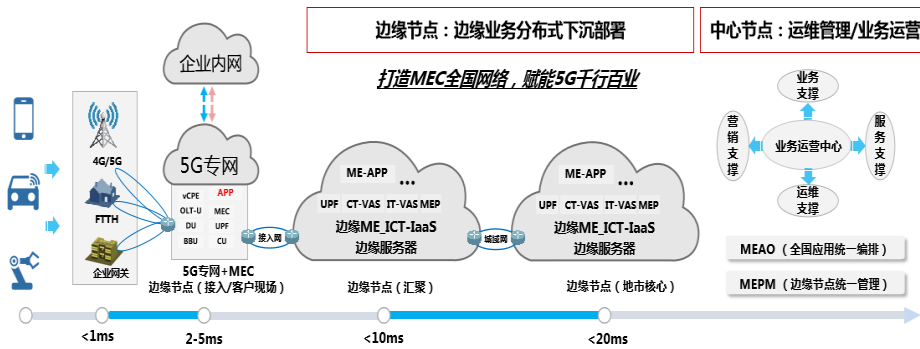 边缘节点：边缘业务分布式下沉部署
中心节点：运维管理/业务运营
打造MEC全国网络，赋能5G千行百业
企业内网
5G专网
4G/5G
FTTH
企业网关
vCPE APP
OLT-U MEC
DU UPF
BBU CU
5G专网+MEC
边缘节点（接入/客户现场）
接入网
ME-APP
...
UPF CT-VAS IT-VAS MEP
边缘ME_ICT-IaaS
边缘服务器
边缘节点（汇聚）
城域网
ME-APP
...
UPF CT-VAS IT-VAS MEP
边缘ME_ICT-IaaS
边缘服务器
边缘节点（地市核心）
业务支撑
营销支撑
业务运营中心
服务支撑
运维支撑
MEAO（全国应用统一编排）
MEPM（边缘节点统一管理）
<1ms
2-5ms
<10ms
<20ms